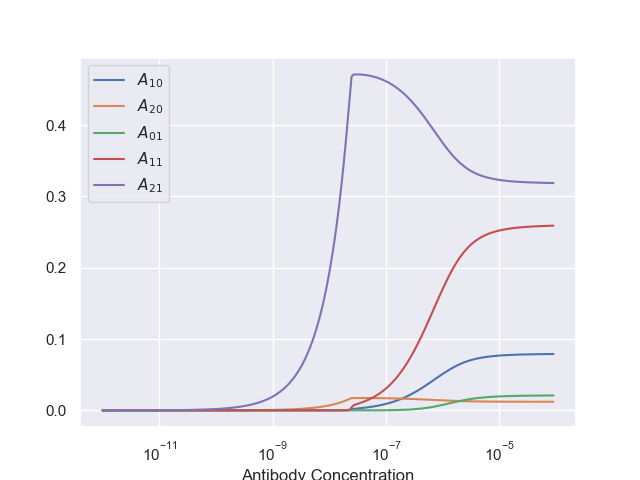 A₁₀
A₂₀
A₀₁
A₁₁
A₂₁
0.4
0.3
0.2
0.1
0.0
10⁻¹¹ 10⁻⁹ 10⁻⁷ 10⁻⁵
Antibody Concentration